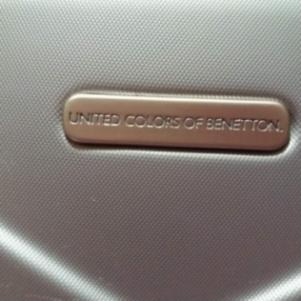 UNITED COLORS OF BENETTON.